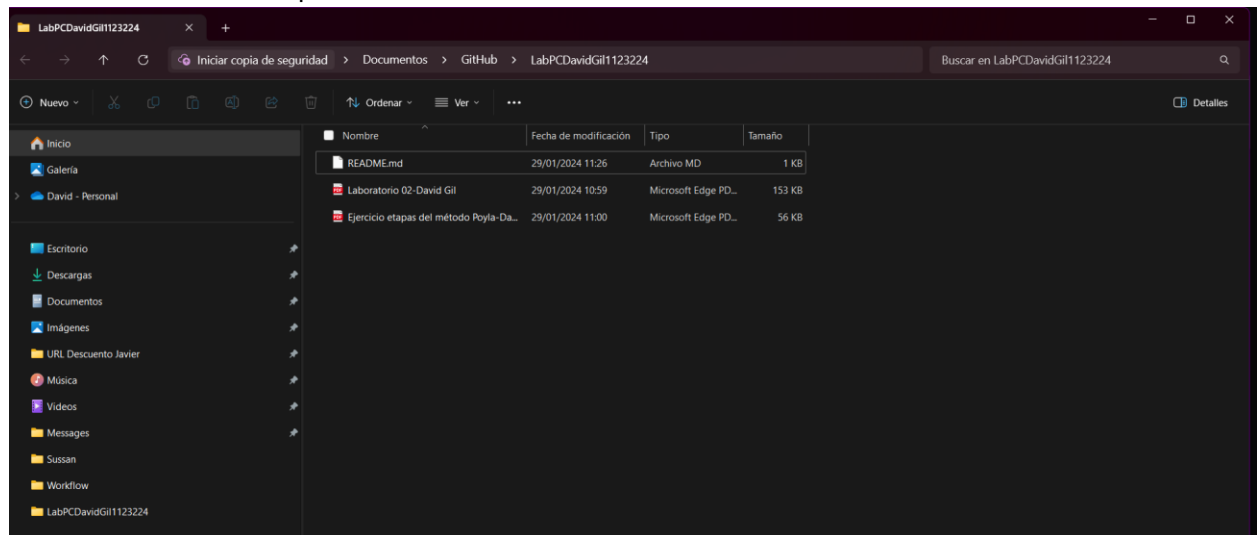 LabPCDavidGil1123224
Iniciar copia de seguridad > Documentos > GitHub > LabPCDavidGil1123224
Buscar en LabPCDavidGil1123224
Nuevo
Ordenar
Ver
Detalles
Inicio
Galería
David - Personal
Escritorio
Descargas
Documentos
Imágenes
URL Descuento Javier
Música
Vídeos
Messages
Sussan
Workflow
LabPCDavidGil1123224
Nombre Fecha de modificación Tipo Tamaño
README.md 29/01/2024 11:26 Archivo MD 1 KB
Laboratorio 02-David Gil 29/01/2024 10:59 Microsoft Edge PD... 153 KB
Ejercicio etapas del método Poyla-Da... 29/01/2024 11:00 Microsoft Edge PD... 56 KB